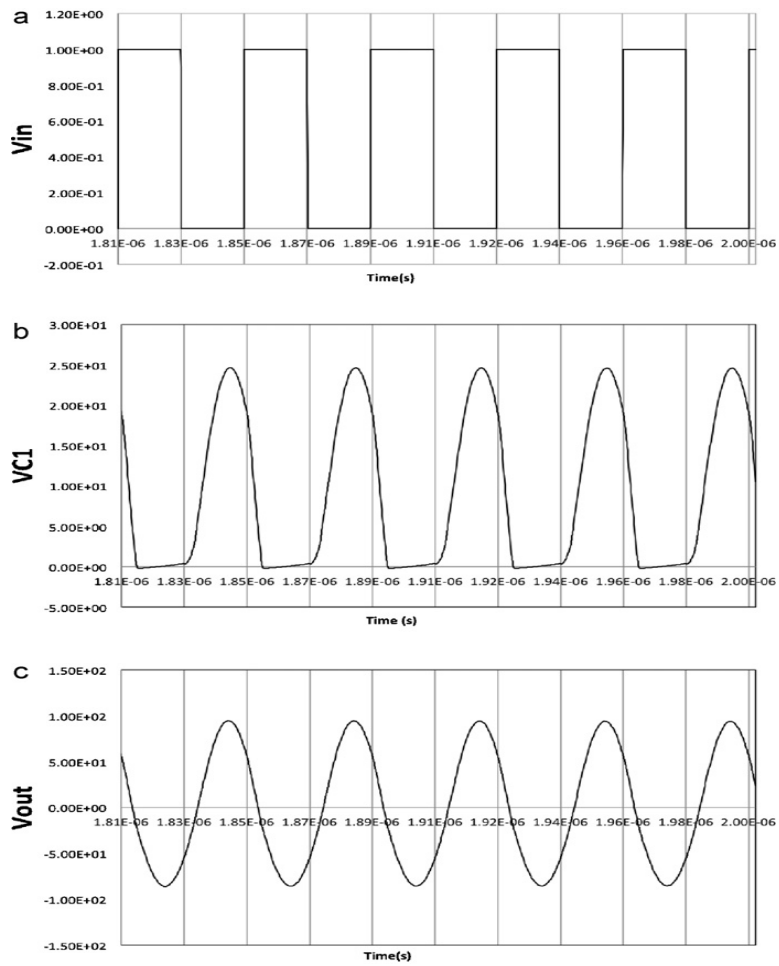 a
1.20E+00
1.00E+00
8.00E-01
6.00E-01
4.00E-01
2.00E-01
0.00E+00
-2.00E-01
Vin
1.81E-06 1.83E-06 1.85E-06 1.87E-06 1.89E-06 1.91E-06 1.92E-06 1.94E-06 1.96E-06 1.98E-06 2.00E-06
Time(s)
b
3.00E+01
2.50E+01
2.00E+01
1.50E+01
1.00E+01
5.00E+00
0.00E+00
-5.00E+00
VC1
1.81E-06 1.83E-06 1.85E-06 1.87E-06 1.89E-06 1.91E-06 1.92E-06 1.94E-06 1.96E-06 1.98E-06 2.00E-06
Time (s)
c
1.50E+02
1.00E+02
5.00E+01
0.00E+00
-5.00E+01
-1.00E+02
-1.50E+02
Vout
1.81E-06 1.83E-06 1.85E-06 1.87E-06 1.89E-06 1.91E-06 1.92E-06 1.94E-06 1.96E-06 1.98E-06 2.00E-06
Time(s)